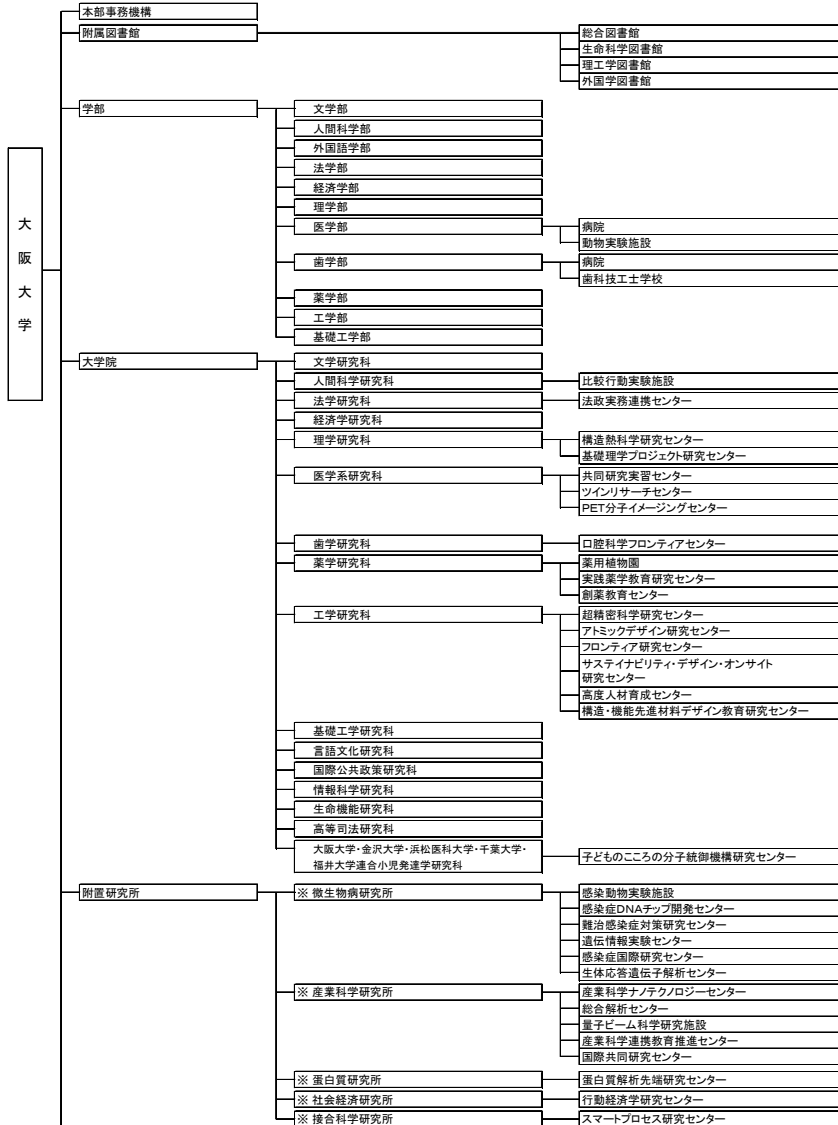 本部事務機構
附属図書館
総合図書館
生命科学図書館
理工学図書館
外国学図書館
学部
文学部
人間科学部
外国語学部
法学部
経済学部
理学部
医学部
病院
動物実験施設
歯学部
病院
歯科技工士学校
薬学部
工学部
基礎工学部
大阪大学
大学院
文学研究科
人間科学研究科
比較行動実験施設
法学研究科
法政実務連携センター
経済学研究科
理学研究科
構造熱科学研究センター
基礎理学プロジェクト研究センター
医学系研究科
共同研究実習センター
ツインリサーチセンター
PET分子イメージングセンター
歯学研究科
口腔科学フロンティアセンター
薬学研究科
薬用植物園
実践薬学教育研究センター
創薬教育センター
工学研究科
超精密科学研究センター
アトミックデザイン研究センター
フロンティア研究センター
サステイナビリティ・デザイン・オンサイト
研究センター
高度人材育成センター
構造・機能先進材料デザイン教育研究センター
基礎工学研究科
言語文化研究科
国際公共政策研究科
情報科学研究科
生命機能研究科
高等司法研究科
大阪大学・金沢大学・浜松医科大学・千葉大学・
福井大学連合小児発達学研究科
子どものこころの分子統御機構研究センター
附置研究所
※ 微生物病研究所
感染動物実験施設
感染症DNAチップ開発センター
難治感染症対策研究センター
遺伝情報実験センター
感染症国際研究センター
生体応答遺伝子解析センター
※ 産業科学研究所
産業科学ナノテクノロジーセンター
総合解析センター
量子ビーム科学研究施設
産業科学連携教育推進センター
国際共同研究センター
※ 蛋白質研究所
蛋白質解析先端研究センター
※ 社会経済研究所
行動経済学研究センター
※ 接合科学研究所
スマートプロセス研究センター